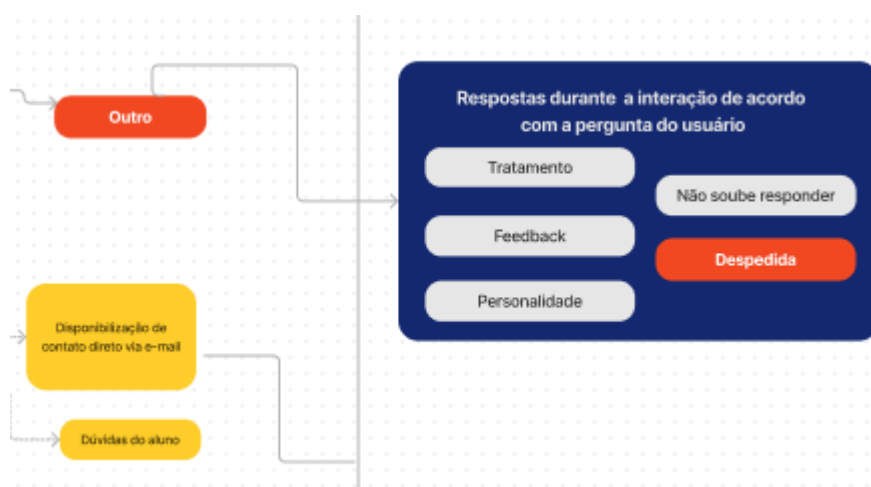 Outro
Disponibilização de
contato direto via e-mail
Dúvidas do aluno
Respostas durante a interação de acordo
com a pergunta do usuário
Tratamento
Feedback
Personalidade
Não soube responder
Despedida